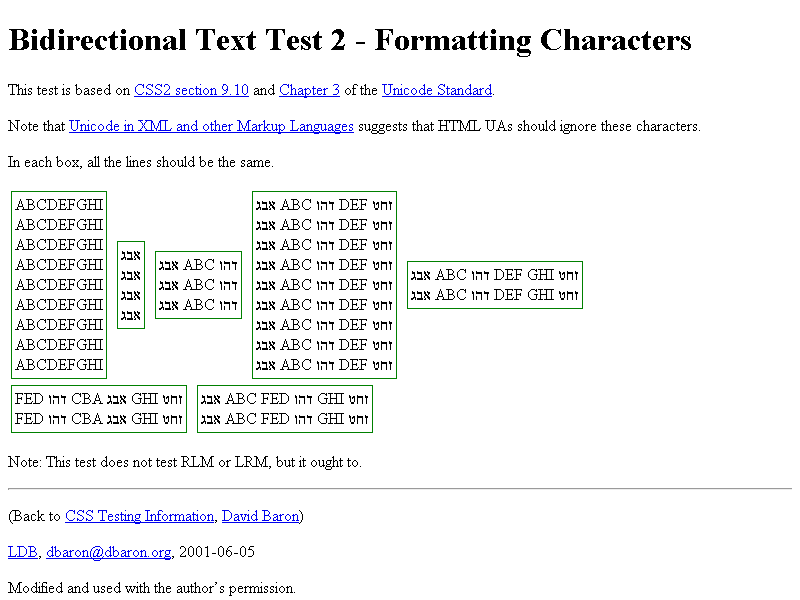 Bidirectional Text Test 2 - Formatting Characters
This test is based on CSS2 section 9.10 and Chapter 3 of the Unicode Standard.
Note that Unicode in XML and other Markup Languages suggests that HTML UAs should ignore these characters.
In each box, all the lines should be the same.
ABCDEFGHI
ABCDEFGHI
ABCDEFGHI
ABCDEFGHI
ABCDEFGHI
ABCDEFGHI
ABCDEFGHI
ABCDEFGHI
ABCDEFGHI
אבג
אבג
אבג
אבג
אבג ABC דהו
אבג ABC דהו
אבג ABC דהו
אבג ABC דהו DEF זחט
אבג ABC דהו DEF זחט
אבג ABC דהו DEF זחט
אבג ABC דהו DEF זחט
אבג ABC דהו DEF זחט
אבג ABC דהו DEF זחט
אבג ABC דהו DEF זחט
אבג ABC דהו DEF זחט
אבג ABC דהו DEF זחט
אבג ABC דהו DEF GHI זחט
אבג ABC דהו DEF GHI זחט
FED דהו CBA אבג GHI זחט
FED דהו CBA אבג GHI זחט
אבג ABC FED דהו GHI זחט
אבג ABC FED דהו GHI זחט
Note: This test does not test RLM or LRM, but it ought to.
(Back to CSS Testing Information, David Baron)
LDB, dbaron@dbaron.org, 2001-06-05
Modified and used with the author’s permission.